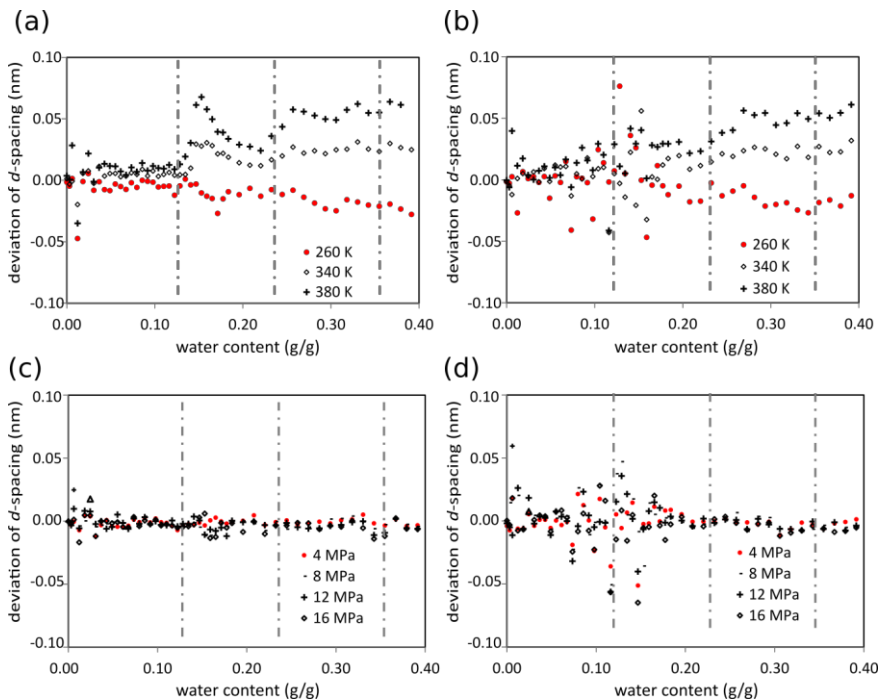 (a)
deviation of d-spacing (nm)
0.10
0.05
0.00
-0.05
-0.10
260 K
340 K
380 K
0.00 0.10 0.20 0.30 0.40
water content (g/g)
(b)
deviation of d-spacing (nm)
0.10
0.05
0.00
-0.05
-0.10
260 K
340 K
380 K
0.00 0.10 0.20 0.30 0.40
water content (g/g)
(c)
deviation of d-spacing (nm)
0.10
0.05
0.00
-0.05
-0.10
4 MPa
8 MPa
12 MPa
16 MPa
0.00 0.10 0.20 0.30 0.40
water content (g/g)
(d)
deviation of d-spacing (nm)
0.10
0.05
0.00
-0.05
-0.10
4 MPa
8 MPa
12 MPa
16 MPa
0.00 0.10 0.20 0.30 0.40
water content (g/g)